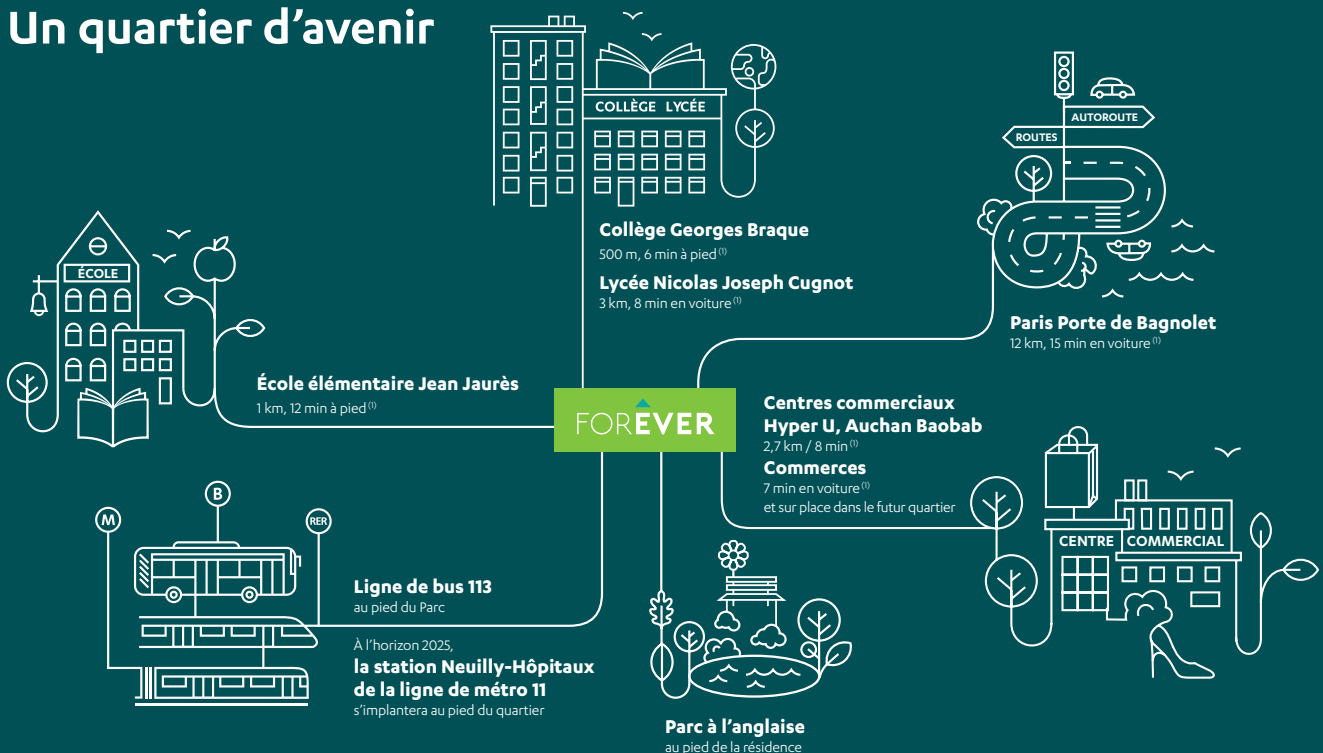 Un quartier d'avenir
COLLÈGE LYCÉE
AUTOROUTE
ROUTES
Collège Georges Braque
500 m, 6 min à pied (1)
Lycée Nicolas Joseph Cugnot
3 km, 8 min en voiture (1)
ÉCOLE
Paris Porte de Bagnolet
12 km, 15 min en voiture (1)
École élémentaire Jean Jaurès
1 km, 12 min à pied (1)
FORÊVER
Centres commerciaux
Hyper U, Auchan Baobab
2,7 km / 8 min (1)
Commerces
7 min en voiture (1)
et sur place dans le futur quartier
CENTRE COMMERCIAL
M
B
RER
Ligne de bus 113
au pied du Parc
À l'horizon 2025,
la station Neuilly-Hôpitaux
de la ligne de métro 11
s'implantera au pied du quartier
Parc à l'anglaise
au pied de la résidence